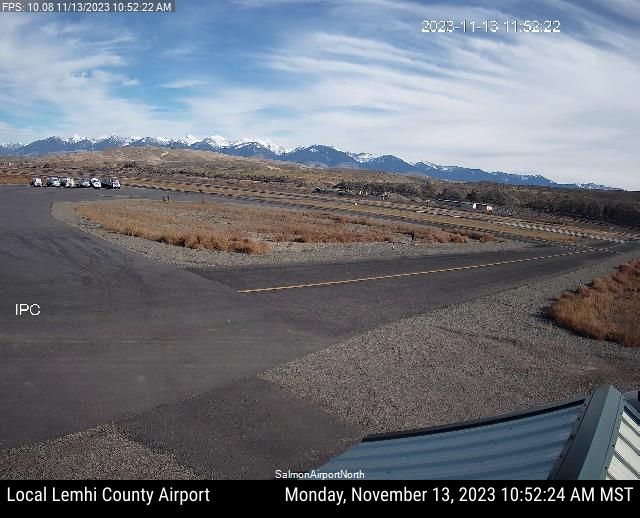 FPS: 10.08 11/13/2023 10:52:22 AM
2023-11-13 11:52:22
IPC
SalmonAirportNorth
Local Lemhi County Airport
Monday, November 13, 2023 10:52:24 AM MST